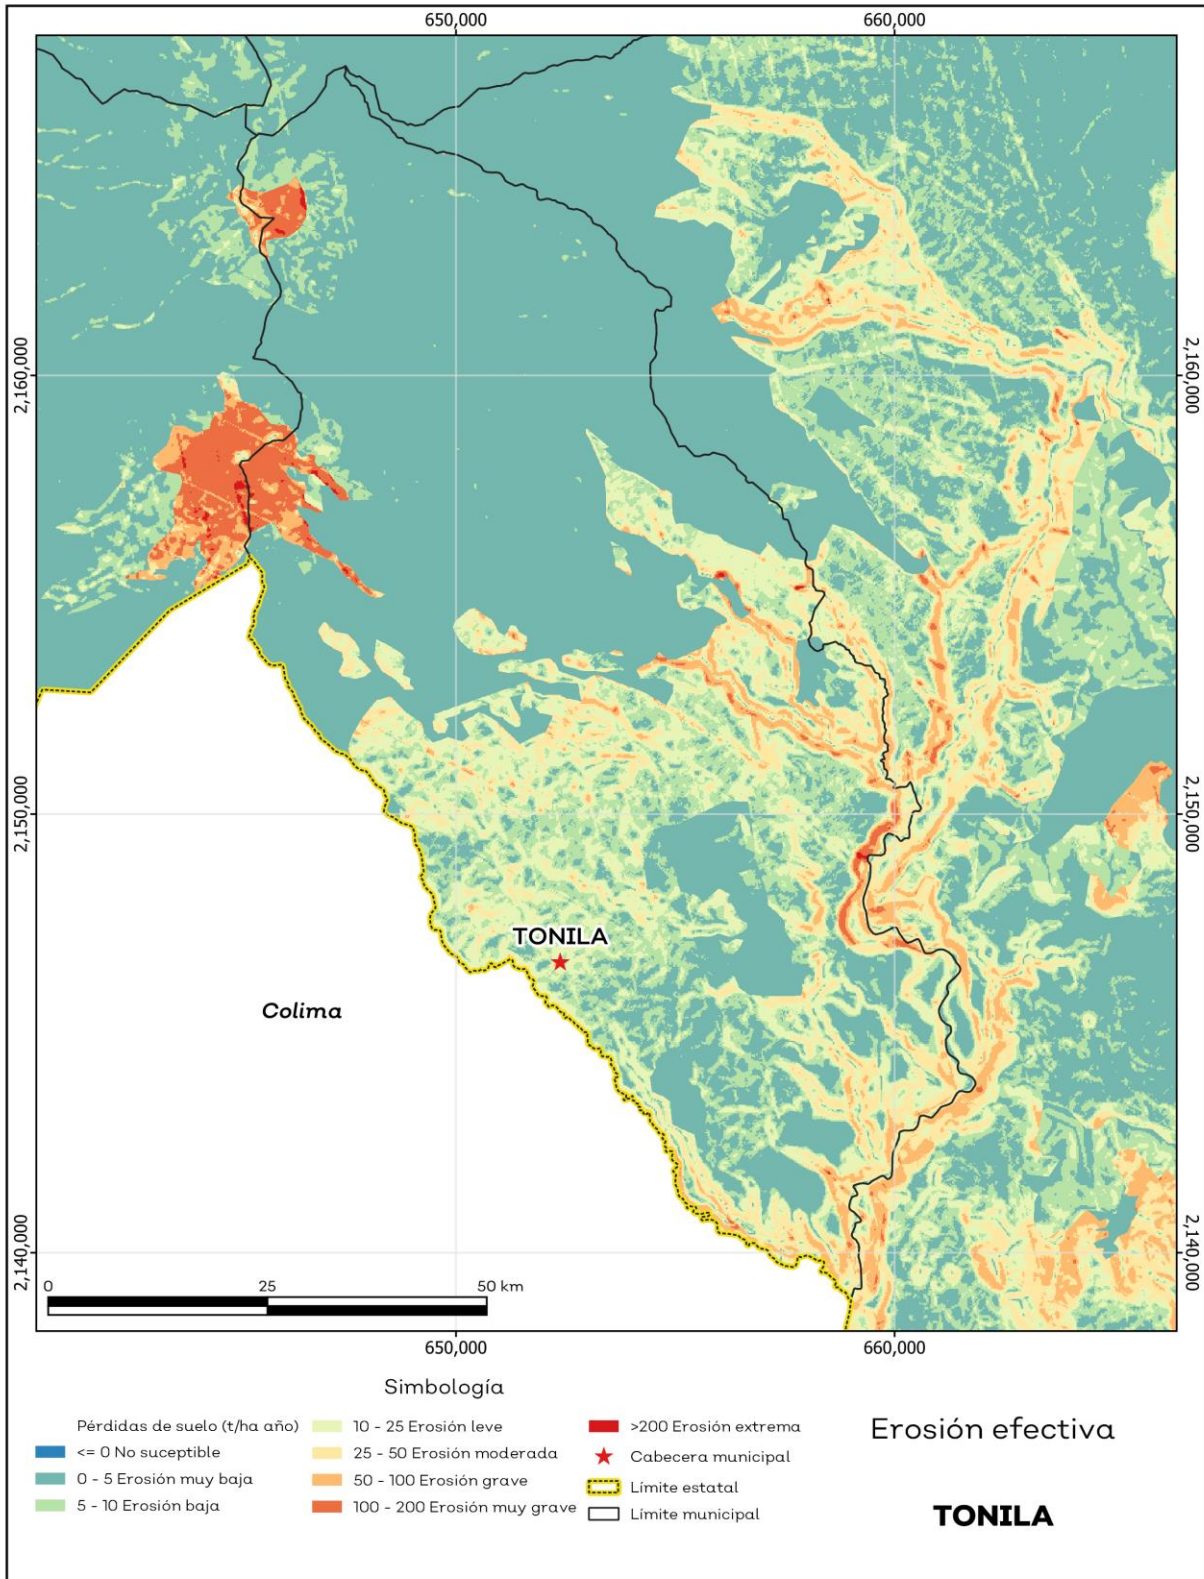 650,000
660,000
2,160,000
2,160,000
2,150,000
2,150,000
TONILA
Colima
2,140,000
2,140,000
0
25
50 km
650,000
660,000
Simbología
Pérdidas de suelo (t/ha año)
<= 0 No suceptible
0 - 5 Erosión muy baja
5 - 10 Erosión baja
10 - 25 Erosión leve
25 - 50 Erosión moderada
50 - 100 Erosión grave
100 - 200 Erosión muy grave
>200 Erosión extrema
Cabecera municipal
Límite estatal
Límite municipal
Erosión efectiva
TONILA